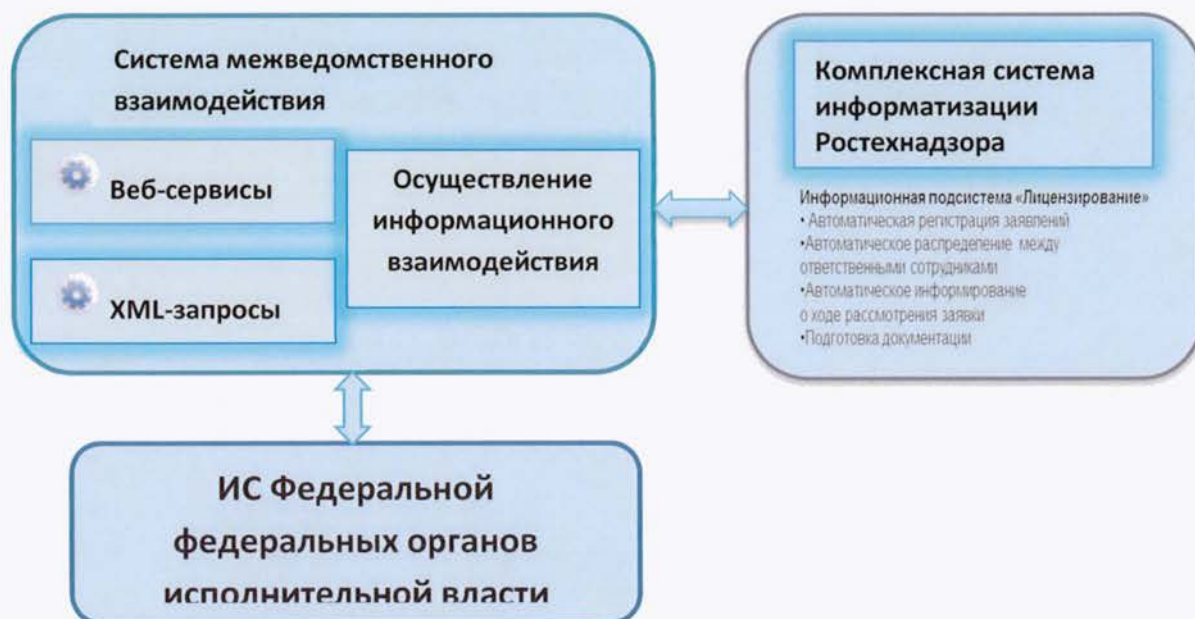 Система межведомственного
взаимодействия
Веб-сервисы
XML-запросы
Осуществление
информационного
взаимодействия
Комплексная система
информатизации
Ростехнадзора
Информационная подсистема «Лицензирование»
• Автоматическая регистрация заявлений
•Автоматическое распределение между
ответственными сотрудниками
•Автоматическое информирование
о ходе рассмотрения заявки
•Подготовка документации
ИС Федеральной
федеральных органов
исполнительной власти